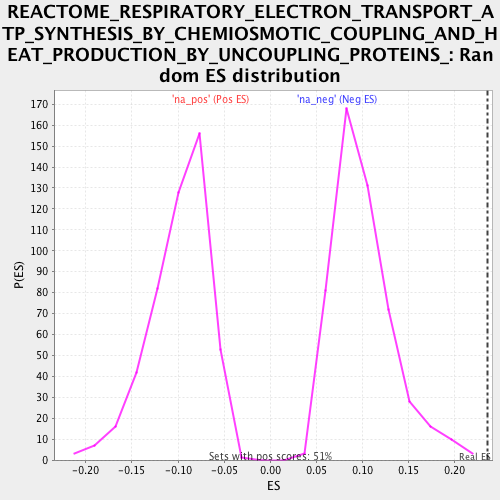 REACTOME_RESPIRATORY_ELECTRON_TRANSPORT_A
TP_SYNTHESIS_BY_CHEMIOSMOTIC_COUPLING_AND_H
EAT_PRODUCTION_BY_UNCOUPLING_PROTEINS_: Ran
dom ES distribution
'na_pos' (Pos ES) 'na_neg' (Neg ES)
170
160
150
140
130
120
110
100
90
80
70
60
50
40
30
20
10
0
P(ES)
Sets with pos scores: 51% Real ES
-0.20 -0.15 -0.10 -0.05 0.00 0.05 0.10 0.15 0.20
ES